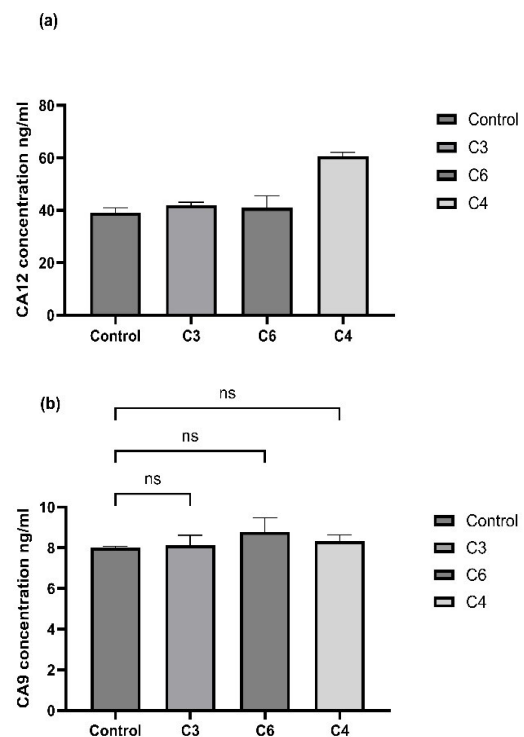 (a)
CA12 concentration ng/ml
80
60
40
20
0
Control
C3
C6
C4
Control
C3
C6
C4
(b)
ns
ns
ns
CA9 concentration ng/ml
10
8
6
4
2
0
Control
C3
C6
C4
Control
C3
C6
C4